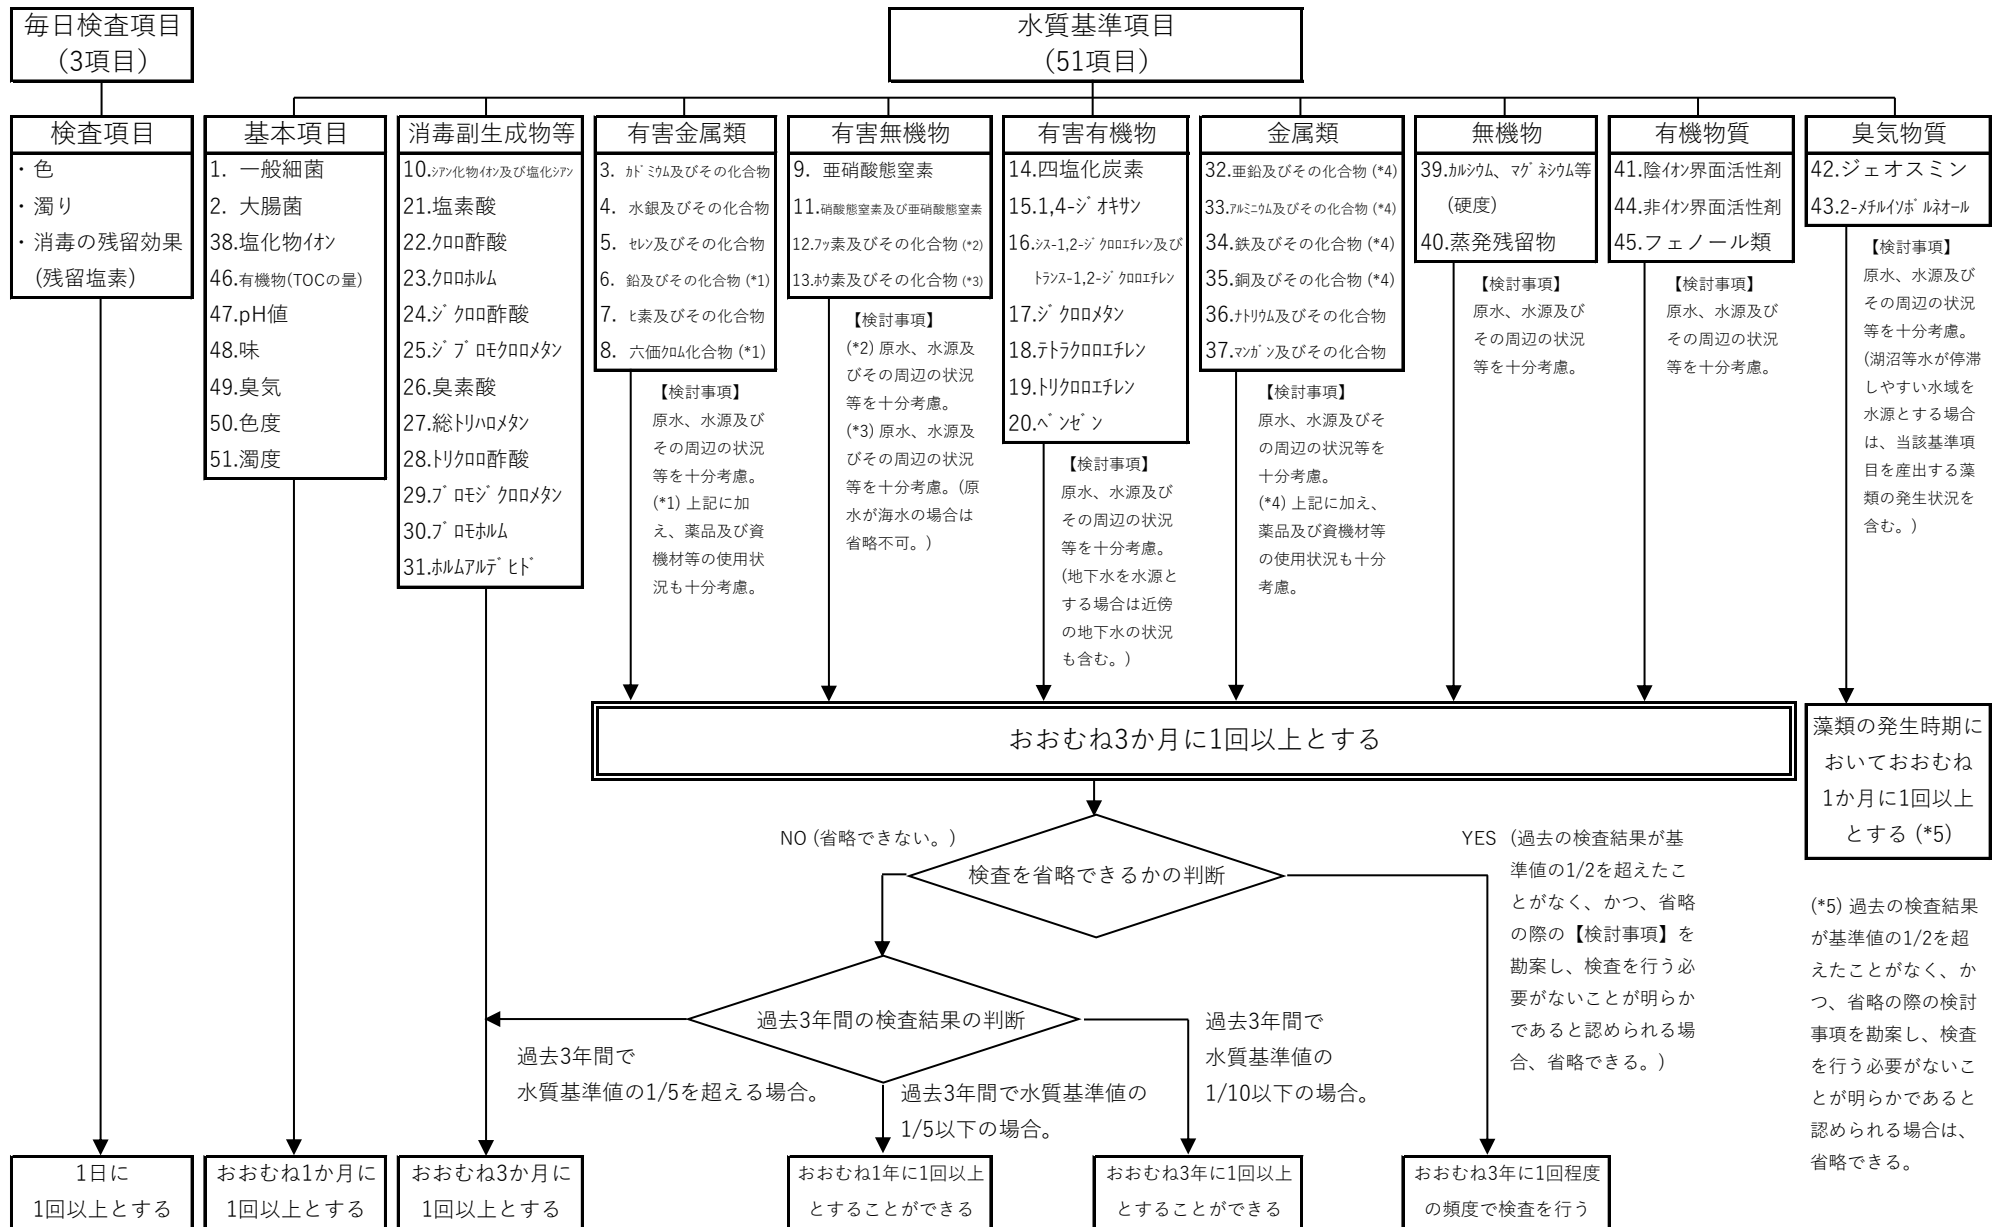 毎日検査項目
(3項目)
水質基準項目
(51項目)
検査項目
・色
・濁り
・消毒の残留効果
(残留塩素)
基本項目
1. 一般細菌
2. 大腸菌
38.塩化物ｲｵﾝ
46.有機物(TOCの量)
47.pH値
48.味
49.臭気
50.色度
51.濁度
消毒副生成物等
10.ｼｱﾝ化物ｲｵﾝ及び塩化ｼｱﾝ
21.塩素酸
22.ｸﾛﾛ酢酸
23.ｸﾛﾛﾎﾙﾑ
24.ｼﾞｸﾛﾛ酢酸
25.ｼﾞﾌﾞﾛﾓｸﾛﾛﾒﾀﾝ
26.臭素酸
27.総ﾄﾘﾊﾛﾒﾀﾝ
28.ﾄﾘｸﾛﾛ酢酸
29.ﾌﾞﾛﾓｼﾞｸﾛﾛﾒﾀﾝ
30.ﾌﾞﾛﾓﾎﾙﾑ
31.ﾎﾙﾑｱﾙﾃﾞﾋﾄﾞ
有害金属類
3. ｶﾄﾞﾐｳﾑ及びその化合物
4. 水銀及びその化合物
5. ｾﾚﾝ及びその化合物
6. 鉛及びその化合物 (*1)
7. ﾋ素及びその化合物
8. 六価ｸﾛﾑ化合物 (*1)
【検討事項】
原水、水源及び
その周辺の状況
等を十分考慮。
(*1) 上記に加
え、薬品及び資
機材等の使用状
況も十分考慮。
有害無機物
9. 亜硝酸態窒素
11.硝酸態窒素及び亜硝酸態窒素
12.ﾌｯ素及びその化合物 (*2)
13.ﾎｳ素及びその化合物 (*3)
【検討事項】
(*2) 原水、水源及
びその周辺の状況
等を十分考慮。
(*3) 原水、水源及
びその周辺の状況
等を十分考慮。(原
水が海水の場合は
省略不可。)
有害有機物
14.四塩化炭素
15.1,4-ｼﾞｵｷｻﾝ
16.ｼｽ-1,2-ｼﾞｸﾛﾛｴﾁﾚﾝ及び
ﾄﾗﾝｽ-1,2-ｼﾞｸﾛﾛｴﾁﾚﾝ
17.ｼﾞｸﾛﾛﾒﾀﾝ
18.ﾃﾄﾗｸﾛﾛｴﾁﾚﾝ
19.ﾄﾘｸﾛﾛｴﾁﾚﾝ
20.ﾍﾞﾝｾﾞﾝ
【検討事項】
原水、水源及び
その周辺の状況
等を十分考慮。
(地下水を水源と
する場合は近傍
の地下水の状況
も含む。)
金属類
32.亜鉛及びその化合物 (*4)
33.ｱﾙﾐﾆｳﾑ及びその化合物 (*4)
34.鉄及びその化合物 (*4)
35.銅及びその化合物 (*4)
36.ﾅﾄﾘｳﾑ及びその化合物
37.ﾏﾝｶﾞﾝ及びその化合物
【検討事項】
原水、水源及びそ
の周辺の状況等を
十分考慮。
(*4) 上記に加え、
薬品及び資機材等
の使用状況も十分
考慮。
無機物
39.ｶﾙｼｳﾑ、ﾏｸﾞﾈｼｳﾑ等
(硬度)
40.蒸発残留物
【検討事項】
原水、水源及び
その周辺の状況
等を十分考慮。
有機物質
41.陰ｲｵﾝ界面活性剤
44.非ｲｵﾝ界面活性剤
45.フェノール類
【検討事項】
原水、水源及び
その周辺の状況
等を十分考慮。
臭気物質
42.ジェオスミン
43.2-ﾒﾁﾙｲｿﾎﾞﾙﾈｵｰﾙ
【検討事項】
原水、水源及び
その周辺の状況
等を十分考慮。
(湖沼等水が停滞
しやすい水域を
水源とする場合
は、当該基準項
目を産出する藻
類の発生状況を
含む。)
おおむね3か月に1回以上とする
藻類の発生時期に
おいておおむね
1か月に1回以上
とする (*5)
NO (省略できない。)
検査を省略できるかの判断
YES (過去の検査結果が基
準値の1/2を超えたこ
とがなく、かつ、省略
の際の【検討事項】を
勘案し、検査を行う必
要がないことが明らか
であると認められる場
合、省略できる。)
(*5) 過去の検査結果
が基準値の1/2を超
えたことがなく、か
つ、省略の際の検討
事項を勘案し、検査
を行う必要がないこ
とが明らかであると
認められる場合は、
省略できる。
過去3年間の検査結果の判断
過去3年間で
水質基準値の1/5を超える場合。
過去3年間で水質基準値の
1/5以下の場合。
過去3年間で
水質基準値の
1/10以下の場合。
1日に
1回以上とする
おおむね1か月に
1回以上とする
おおむね3か月に
1回以上とする
おおむね1年に1回以上
とすることができる
おおむね3年に1回以上
とすることができる
おおむね3年に1回程度
の頻度で検査を行う